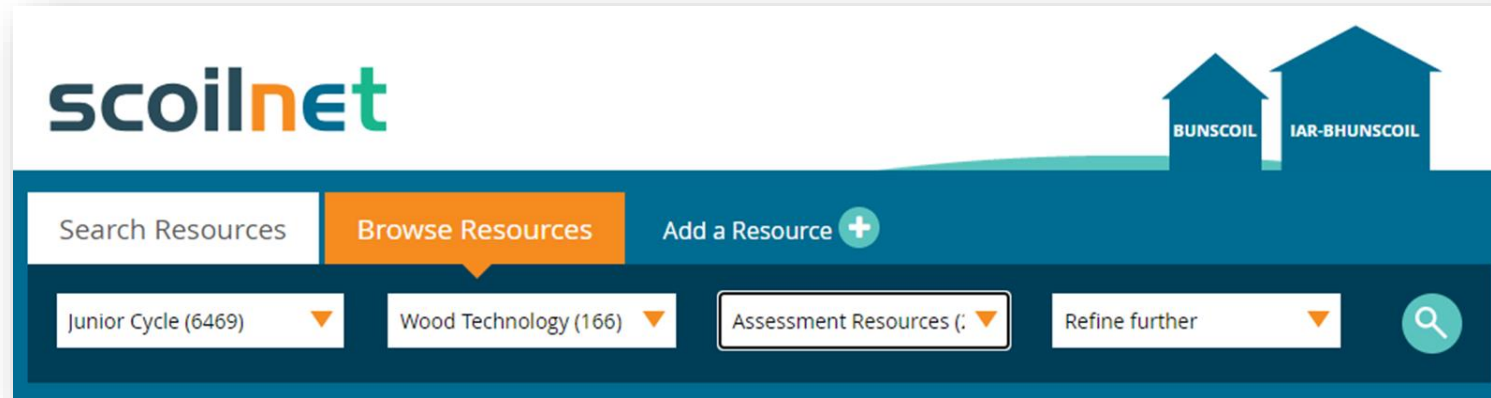 scoilnet
BUNSCOIL IAR-BHUNSCOIL
Search Resources Browse Resources Add a Resource
Junior Cycle (6469) Wood Technology (166) Assessment Resources ( Refine further